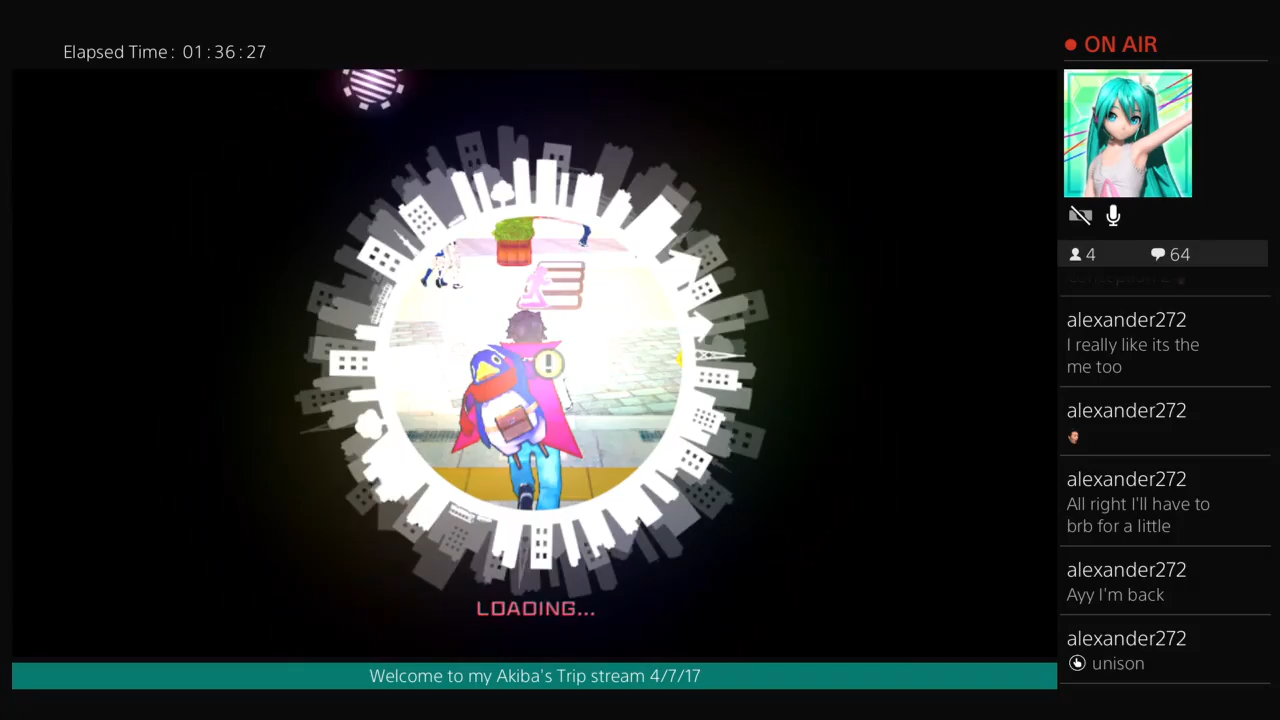 Elapsed Time: 01:36:27
ON AIR
4
64
alexander272
I really like its the
me too
alexander272
alexander272
All right I'll have to
brb for a little
alexander272
Ayy I'm back
alexander272
unison
!
LOADING...
Welcome to my Akiba's Trip stream 4/7/17